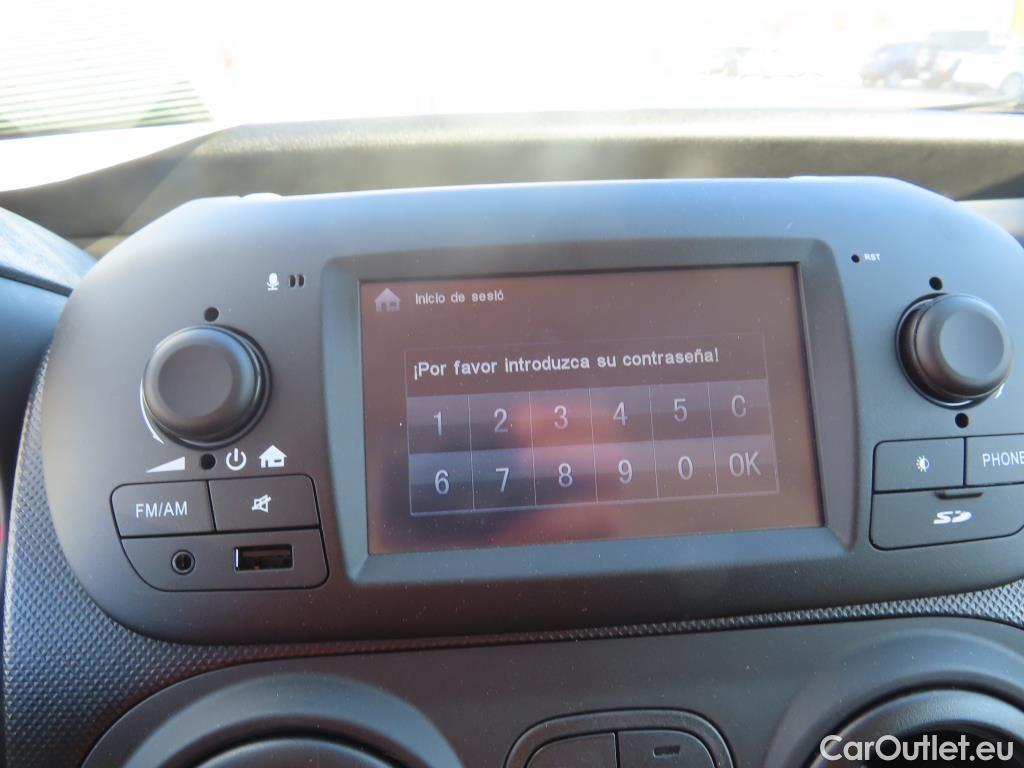 RST
Inicio de sesió
¡Por favor introduzca su contraseña!
1 2 3 4 5 C
6 7 8 9 0 OK
FM/AM
PHONE
SD
CarOutlet.eu